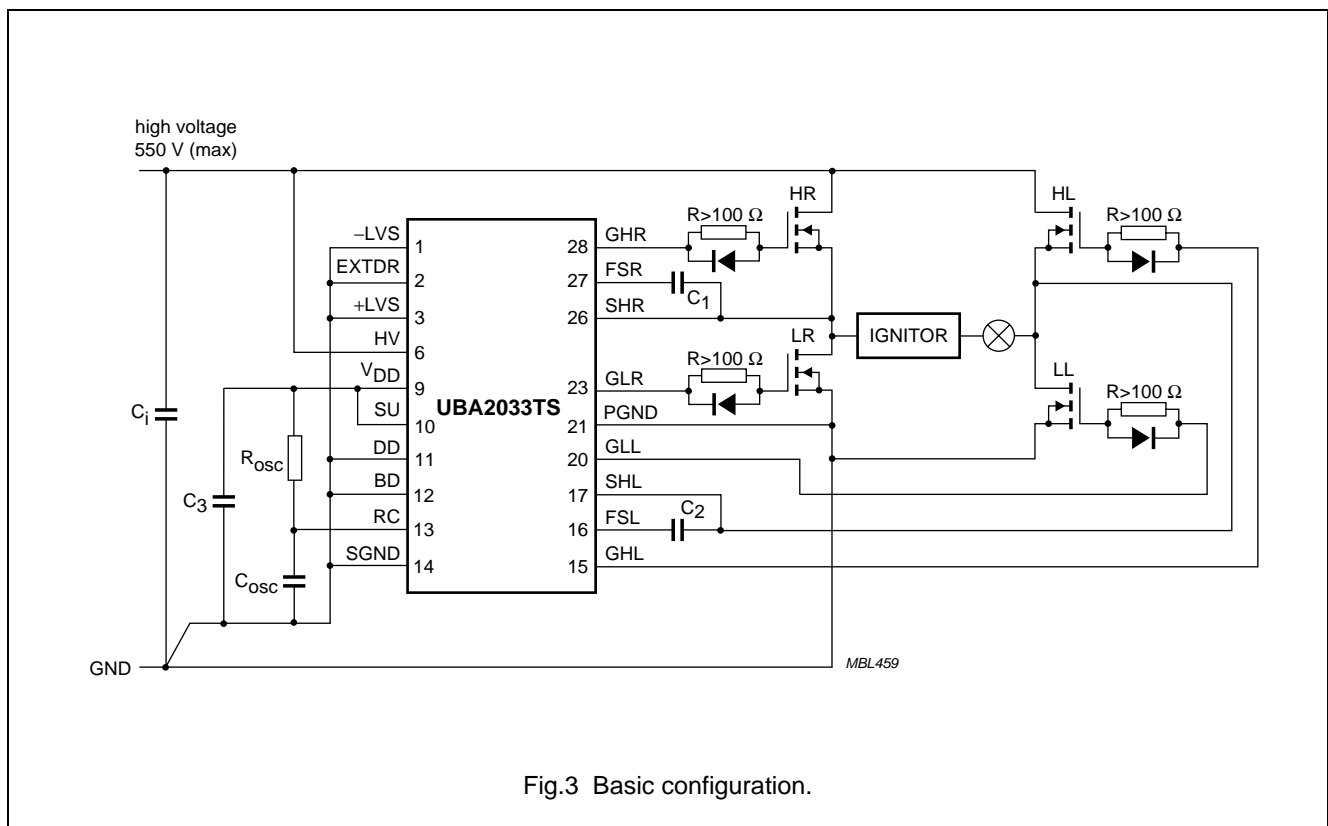 high voltage
550 V (max)
HR
HL
R>100 Ω
R>100 Ω
−LVS
1
28
GHR
EXTDR
2
27
FSR
C1
+LVS
3
26
SHR
HV
6
LR
IGNITOR
LL
VDD
9
R>100 Ω
R>100 Ω
23
GLR
UBA2033TS
SU
10
21
PGND
Ci
Rosc
DD
11
20
GLL
C3
BD
12
17
SHL
C2
RC
13
16
FSL
Cosc
SGND
14
15
GHL
GND
MBL459
Fig.3 Basic configuration.